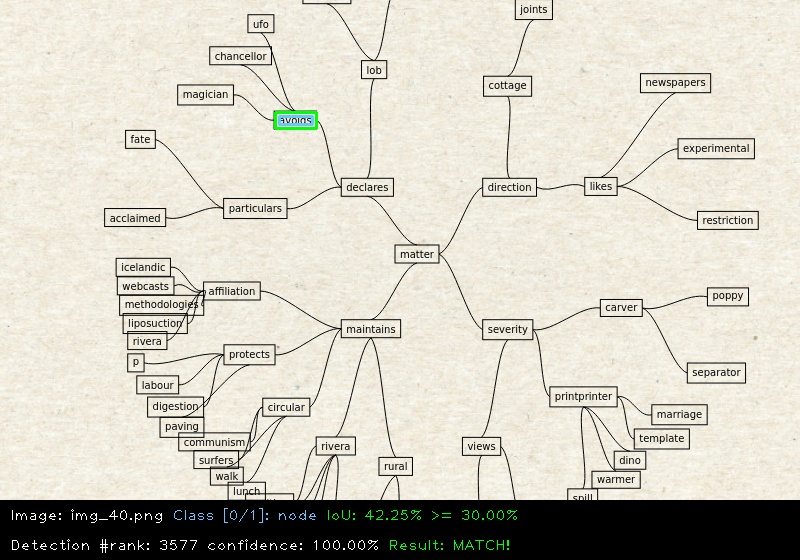 joints
ufo
chancellor
lob
cottage
newspapers
magician
avoids
fate
experimental
declares
direction
likes
particulars
acclaimed
restriction
matter
icelandic
webcasts
affiliation
methodologies
poppy
carver
liposuction
maintains
severity
rivera
protects
p
separator
labour
digestion
circular
printprinter
marriage
paving
template
communism
rivera
views
surfers
dino
rural
walk
warmer
lunch
spill
Image: img_40.png Class [0/1]: node IoU: 42.25% >= 30.00%
Detection #rank: 3577 confidence: 100.00% Result: MATCH!